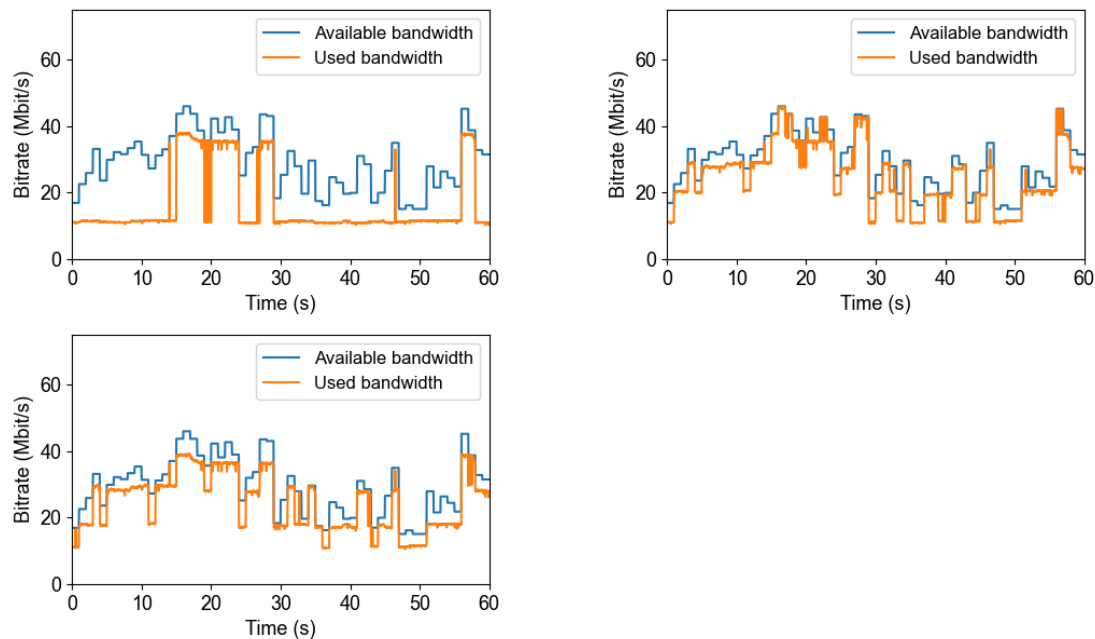 Available bandwidth
Used bandwidth
Bitrate (Mbit/s)
60
40
20
0
0 10 20 30 40 50 60
Time (s)
Available bandwidth
Used bandwidth
Bitrate (Mbit/s)
60
40
20
0
0 10 20 30 40 50 60
Time (s)
Available bandwidth
Used bandwidth
Bitrate (Mbit/s)
60
40
20
0
0 10 20 30 40 50 60
Time (s)